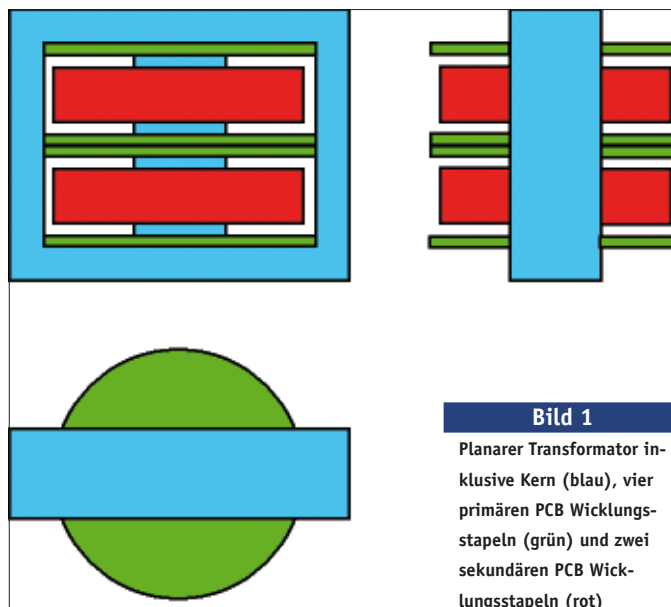 Bild 1
Planarer Transformator in-
klusive Kern (blau), vier
primären PCB Wicklungs-
stapeln (grün) und zwei
sekundären PCB Wick-
lungsstapeln (rot)